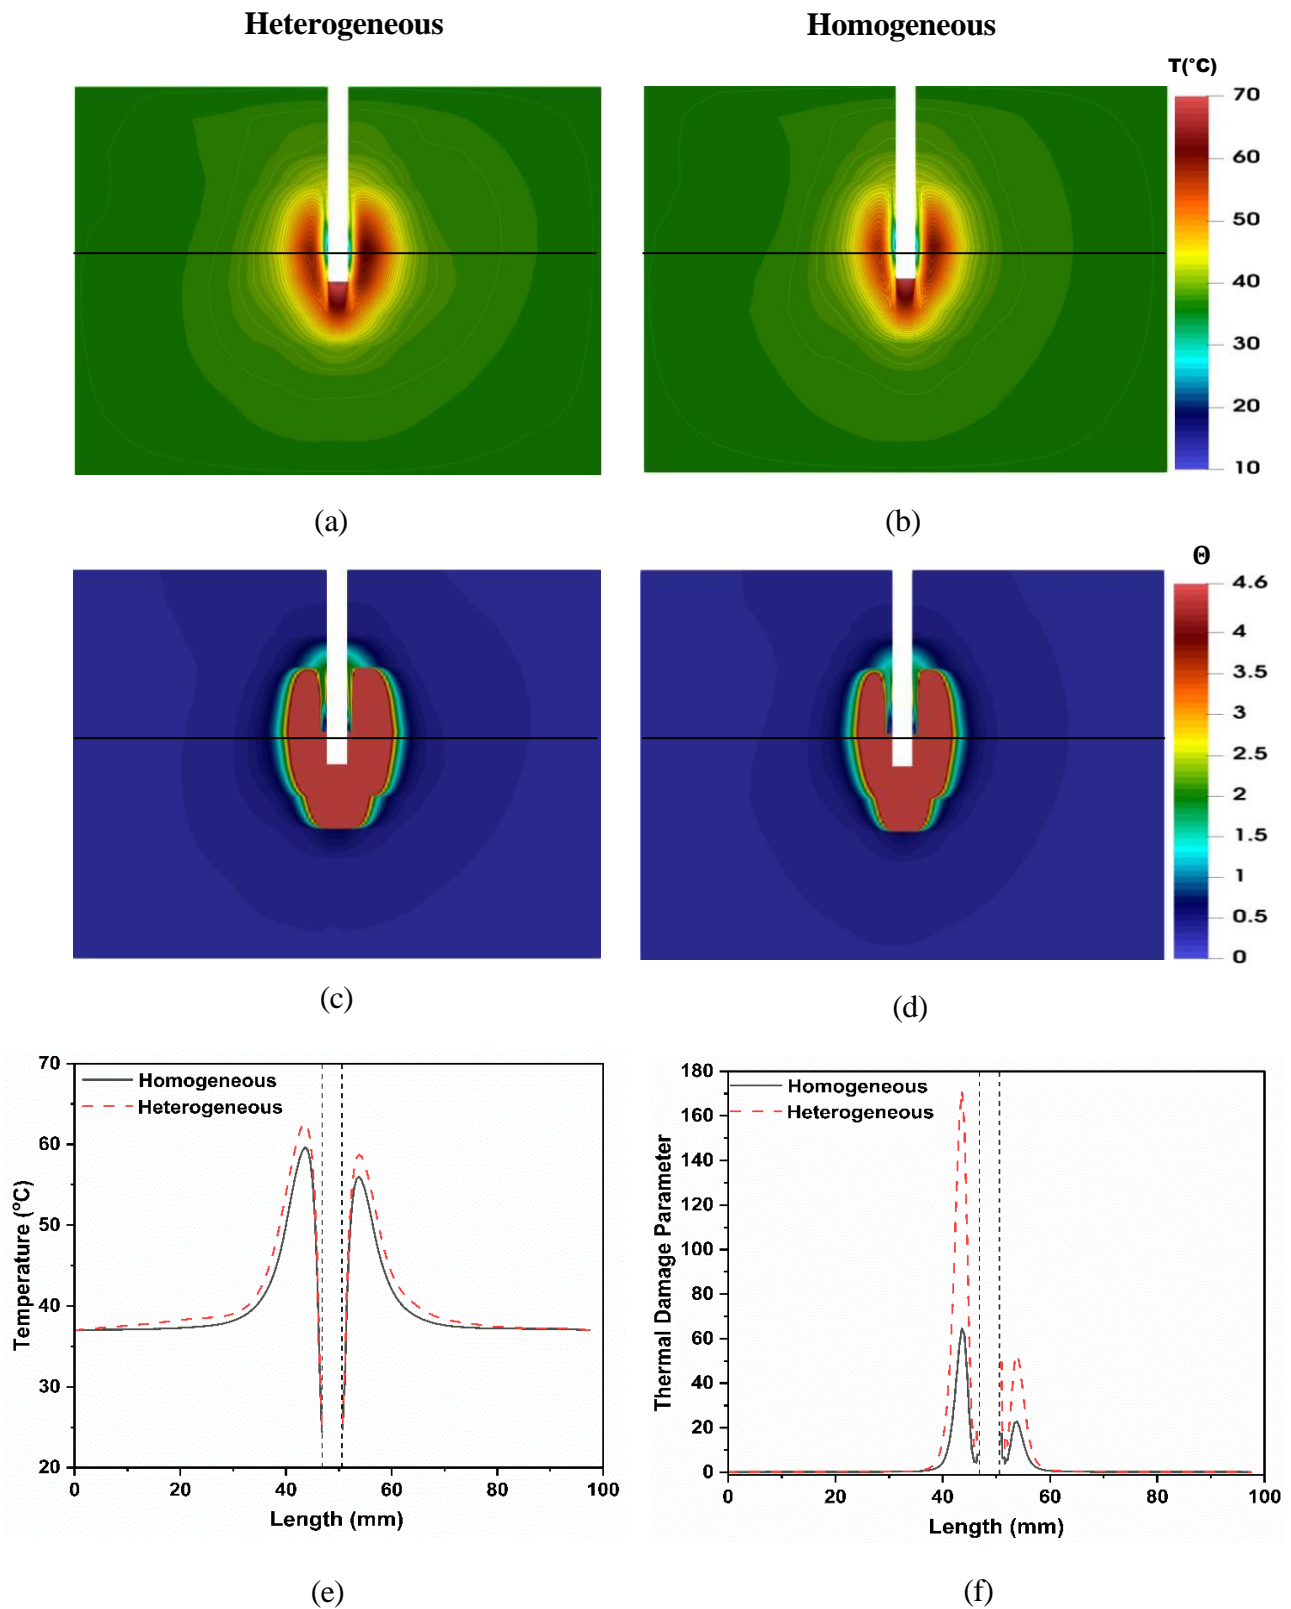 Heterogeneous
Homogeneous
T(°C)
70
60
50
40
30
20
10
(a)
(b)
Θ
4.6
4
3.5
3
2.5
2
1.5
1
0.5
0
(c)
(d)
70
60
50
40
30
20
Temperature (°C)
Homogeneous
Heterogeneous
0 20 40 60 80 100
Length (mm)
180
160
140
120
100
80
60
40
20
0
Thermal Damage Parameter
Homogeneous
Heterogeneous
0 20 40 60 80 100
Length (mm)
(e)
(f)